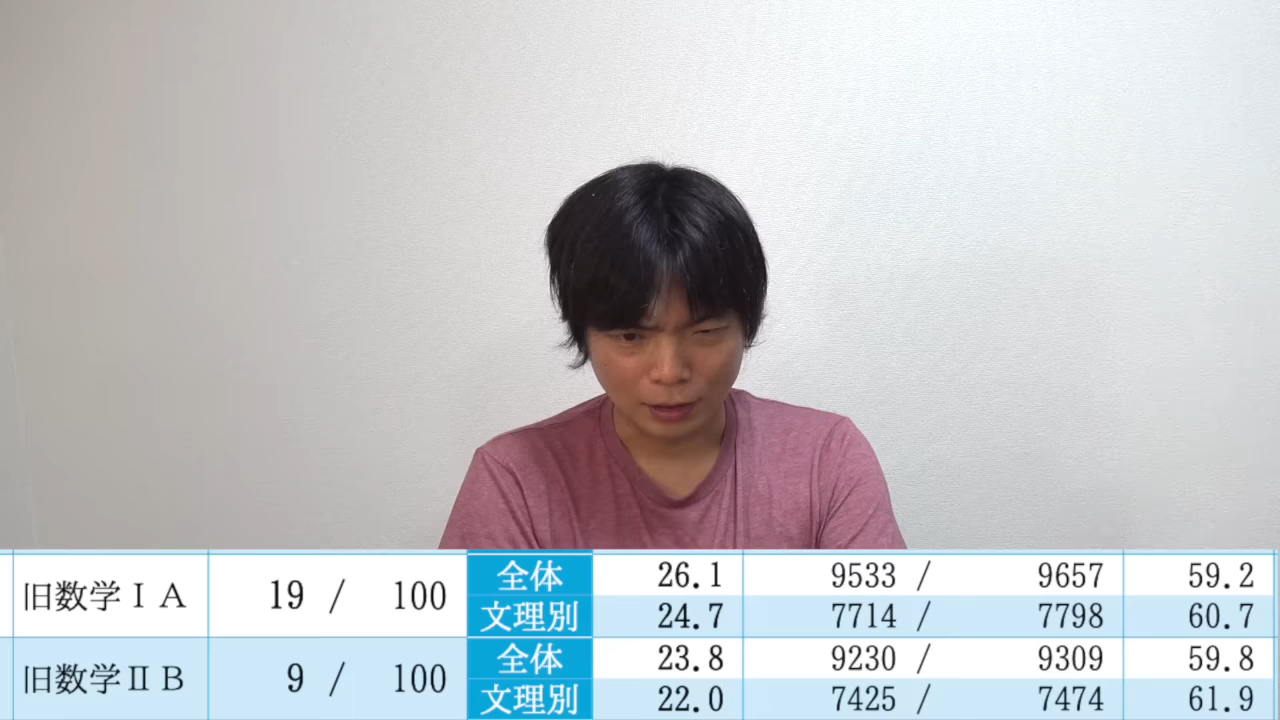 旧数学ⅠA 19 / 100 全体 26.1 9533 / 9657 59.2
文理別 24.7 7714 / 7798 60.7
旧数学ⅡB 9 / 100 全体 23.8 9230 / 9309 59.8
文理別 22.0 7425 / 7474 61.9